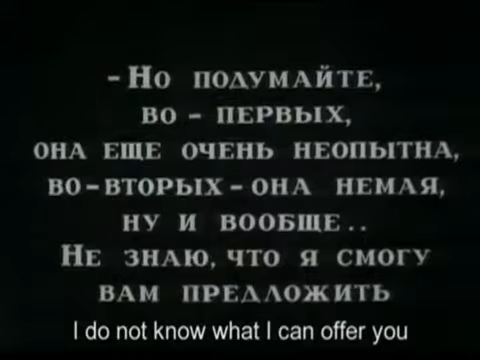 - Но подумайте,
во - первых,
она еще очень неопытна,
во-вторых - она немая,
ну и вообще..
Не знаю, что я смогу
вам предложить
I do not know what I can offer you